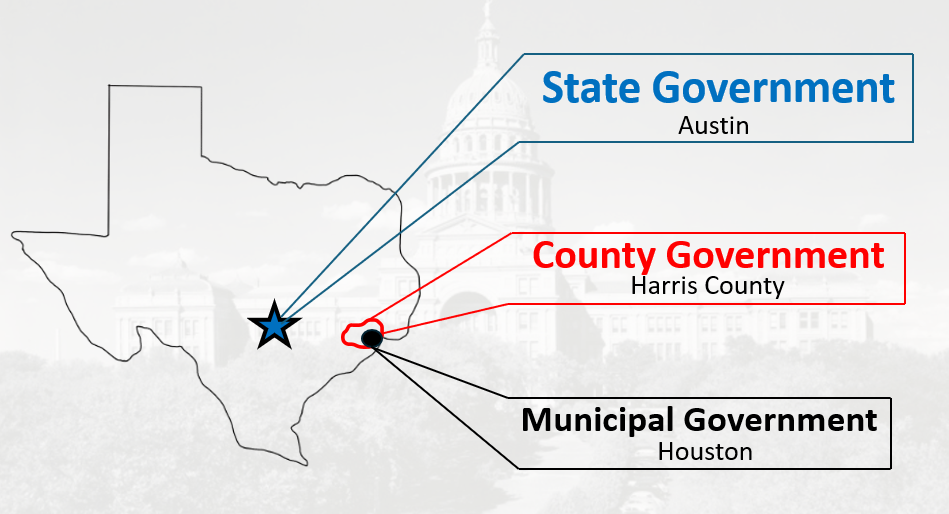 State Government
Austin
County Government
Harris County
Municipal Government
Houston